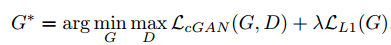 G* = arg min_G max_D ℒ_cGAN(G, D) + λℒ_L1(G)